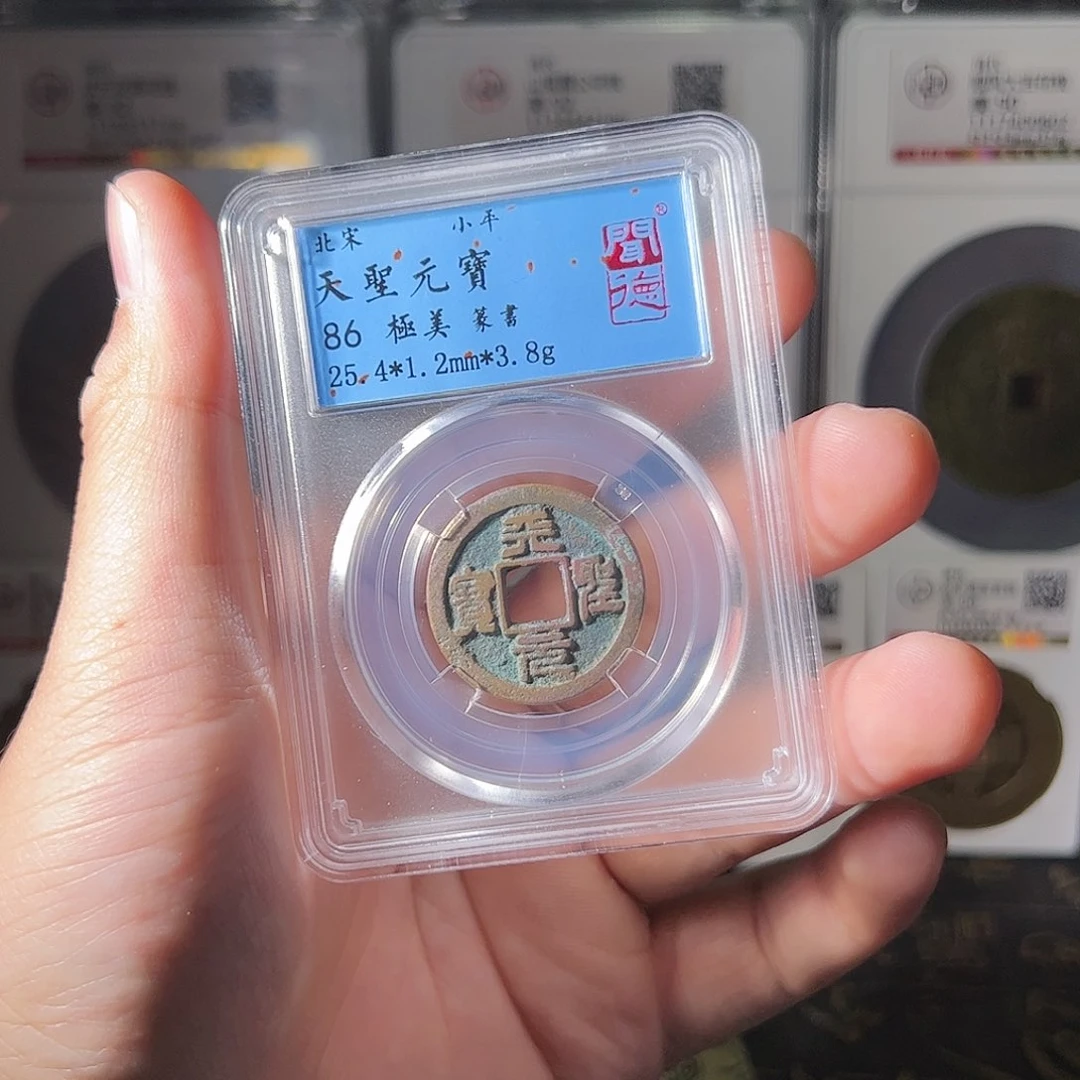 北宋 小平
天聖元寶
86 極美 篆書
25.4*1.2mm*3.8g
聞德
®
天聖元寶